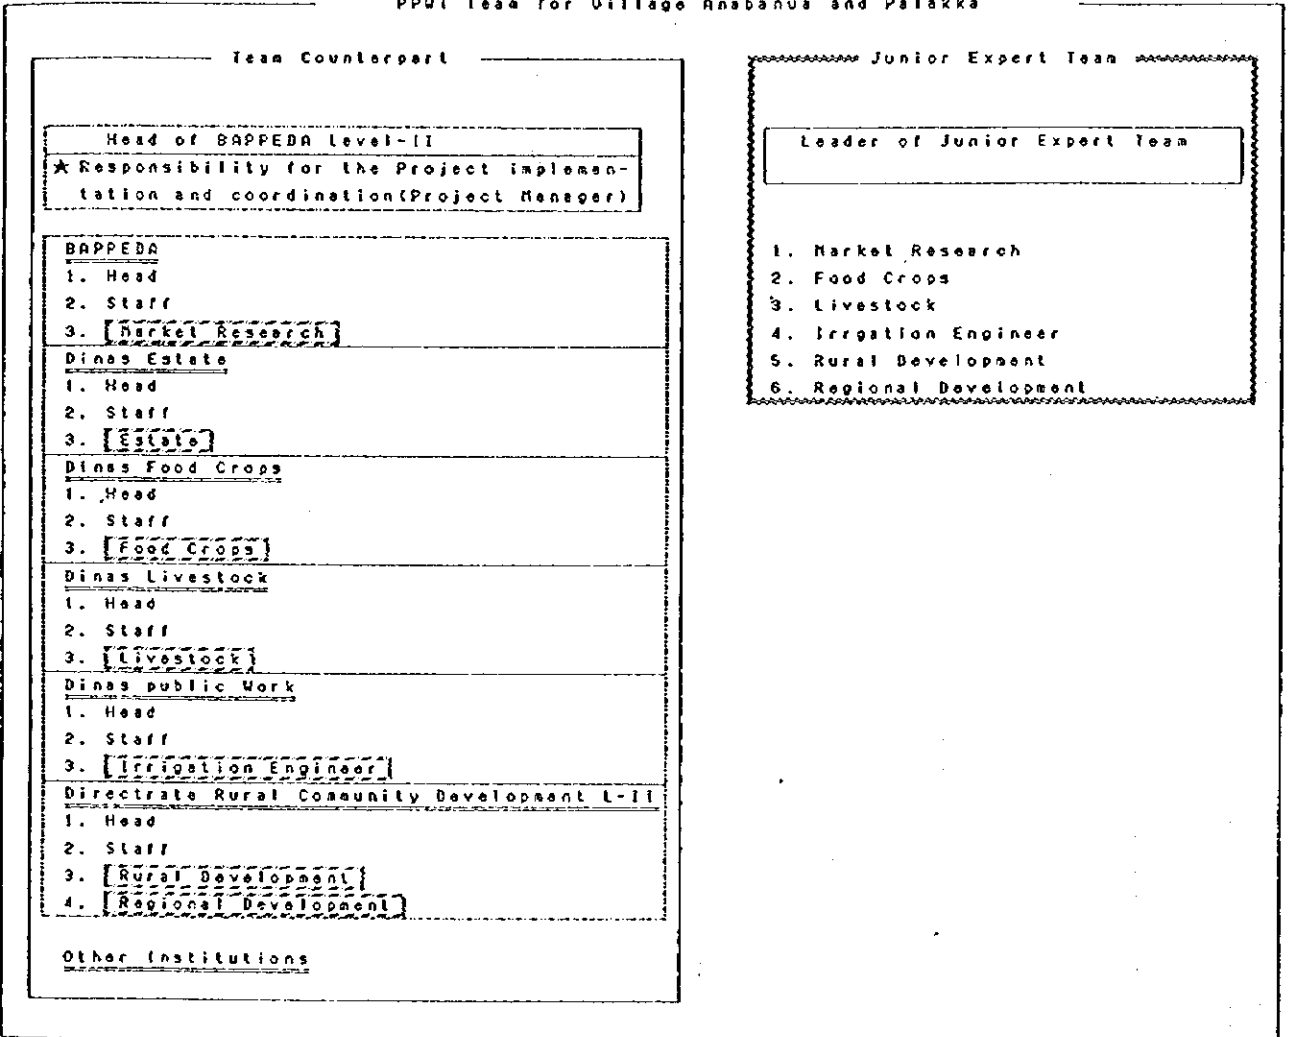 PPWT Team for Village Anabanua and Palakka
Team Counterpart
Head of BAPPEDA Level-II
★ Responsibility for the Project implemen-
tation and coordination(Project Manager)
BAPPEDA
1. Head
2. Staff
3. [Market Research]
Dinas Estate
1. Head
2. Staff
3. [Estate]
Dinas Food Crops
1. Head
2. Staff
3. [Food Crops]
Dinas Livestock
1. Head
2. Staff
3. [Livestock]
Dinas public Work
1. Head
2. Staff
3. [Irrigation Engineer]
Directrate Rural Community Development L-II
1. Head
2. Staff
3. [Rural Development]
4. [Regional Development]
Other Institutions
Junior Expert Team
Leader of Junior Expert Team
1. Market Research
2. Food Crops
3. Livestock
4. Irrgation Engineer
5. Rural Development
6. Regional Development